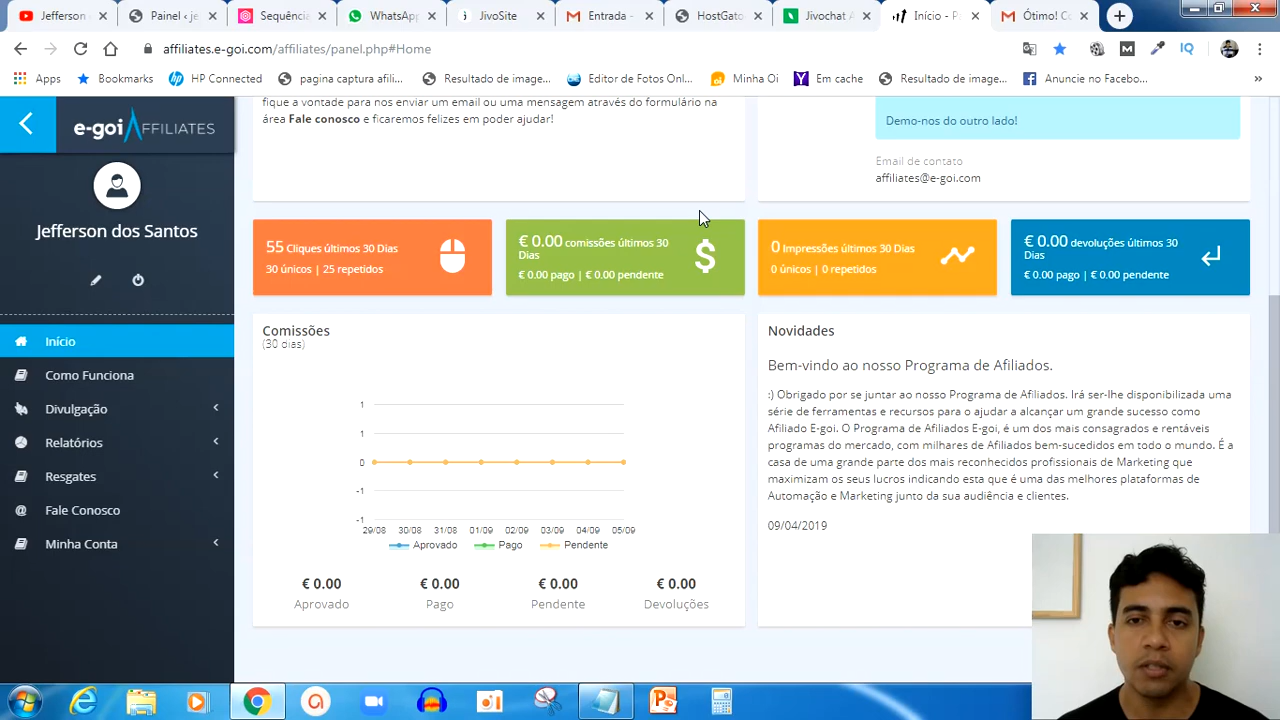 Jefferson
Painel ‹ je
Sequência
WhatsApp
JivoSite
Entrada -
HostGato
Jivochat A
Início - P
Ótimo! Co
affiliates.e-goi.com/affiliates/panel.php#Home
Apps
Bookmarks
HP Connected
pagina captura afili...
Resultado de image...
Editor de Fotos Onl...
Minha Oi
Em cache
Resultado de image...
Anuncie no Facebo...
»
e-goi AFFILIATES
Jefferson dos Santos
Início
Como Funciona
Divulgação
Relatórios
Resgates
Fale Conosco
Minha Conta
fique a vontade para nos enviar um email ou uma mensagem através do formulário na
área Fale conosco e ficaremos felizes em poder ajudar!
Demo-nos do outro lado!
Email de contato
affiliates@e-goi.com
55 Cliques últimos 30 Dias
30 únicos | 25 repetidos
€ 0.00 comissões últimos 30
Dias
€ 0.00 pago | € 0.00 pendente
0 Impressões últimos 30 Dias
0 únicos | 0 repetidos
€ 0.00 devoluções últimos 30
Dias
€ 0.00 pago | € 0.00 pendente
Comissões
(30 dias)
1
1
0
-1
-1
29/08 30/08 31/08 01/09 02/09 03/09 04/09 05/09
Aprovado Pago Pendente
€ 0.00 € 0.00 € 0.00 € 0.00
Aprovado Pago Pendente Devoluções
Novidades
Bem-vindo ao nosso Programa de Afiliados.
:) Obrigado por se juntar ao nosso Programa de Afiliados. Irá ser-lhe disponibilizada uma
série de ferramentas e recursos para o ajudar a alcançar um grande sucesso como
Afiliado E-goi. O Programa de Afiliados E-goi, é um dos mais consagrados e rentáveis
programas do mercado, com milhares de Afiliados bem-sucedidos em todo o mundo. É a
casa de uma grande parte dos mais reconhecidos profissionais de Marketing que
maximizam os seus lucros indicando esta que é uma das melhores plataformas de
Automação e Marketing junto da sua audiência e clientes.
09/04/2019